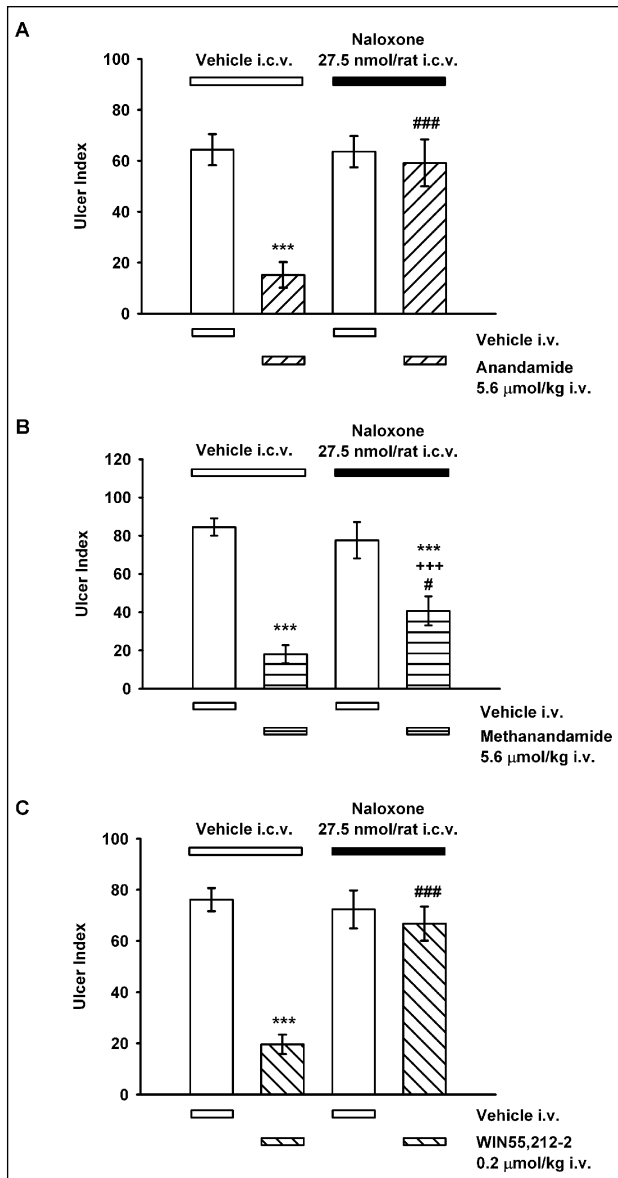 A
Naloxone
Vehicle i.c.v. 27.5 nmol/rat i.c.v.
100
80
60
40
20
0
Ulcer Index
***
###
Vehicle i.v.
Anandamide
5.6 μmol/kg i.v.
B
Naloxone
Vehicle i.c.v. 27.5 nmol/rat i.c.v.
120
100
80
60
40
20
0
Ulcer Index
***
***
+++
#
Vehicle i.v.
Methanandamide
5.6 μmol/kg i.v.
C
Naloxone
Vehicle i.c.v. 27.5 nmol/rat i.c.v.
100
80
60
40
20
0
Ulcer Index
***
###
Vehicle i.v.
WIN55,212-2
0.2 μmol/kg i.v.